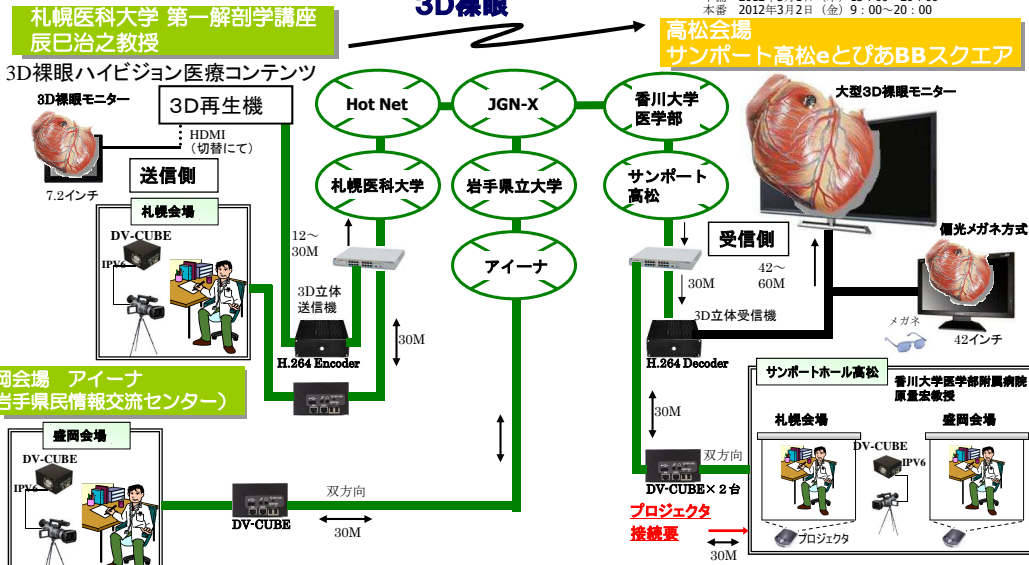 3D裸眼
本番 2012年3月2日（金）9：00～20：00
札幌医科大学 第一解剖学講座
辰巳治之教授
高松会場
サンポート高松eとぴあBBスクエア
3D裸眼ハイビジョン医療コンテンツ
3D裸眼モニター
3D再生機
HDMI
（切替にて）
7.2インチ
送信側
札幌会場
DV-CUBE
IPV6
Hot Net
JGN-X
香川大学
医学部
札幌医科大学
岩手県立大学
サンポート
高松
アイーナ
12～
30M
3D立体
送信機
H.264 Encoder
30M
大型3D裸眼モニター
受信側
42～
60M
30M
3D立体受信機
H.264 Decoder
偏光メガネ方式
メガネ
42インチ
岡会場 アイーナ
岩手県民情報交流センター）
盛岡会場
DV-CUBE
IPV6
DV-CUBE
双方向
30M
30M
双方向
DV-CUBE×２台
プロジェクタ
接続要
30M
サンポートホール高松
香川大学医学部附属病院
原量宏教授
札幌会場
盛岡会場
DV-CUBE
IPV6
プロジェクタ